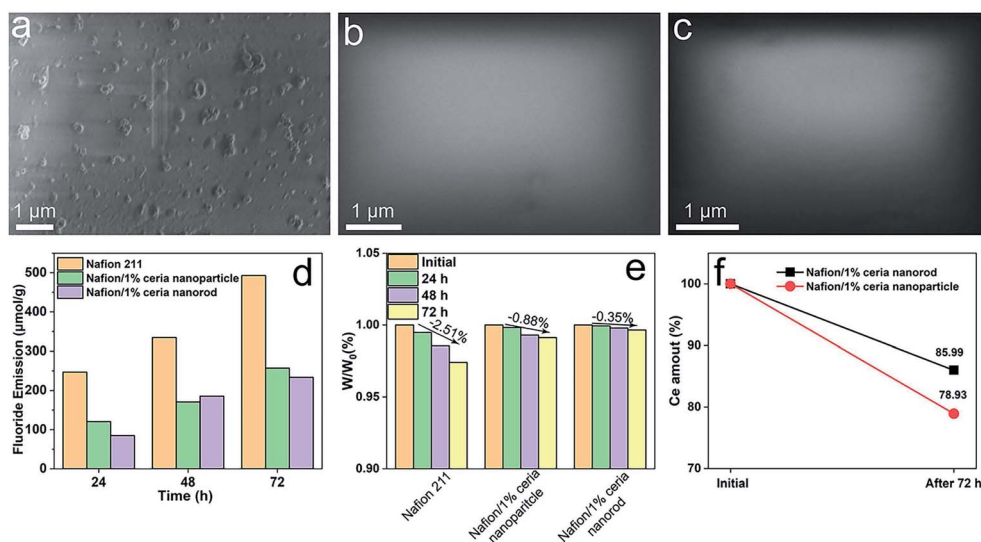 a
1 µm
b
1 µm
c
1 µm
d
Nafion 211
Nafion/1% ceria nanoparticle
Nafion/1% ceria nanorod
Fluoride Emission (µmol/g)
500
400
300
200
100
0
24
48
72
Time (h)
e
Initial
24 h
48 h
72 h
W/W0(%)
1.05
1.00
0.95
0.90
-2.51%
-0.88%
-0.35%
Nafion 211
Nafion/1% ceria
nanoparitcle
Nafion/1% ceria
nanorod
f
Nafion/1% ceria nanorod
Nafion/1% ceria nanoparticle
Ce amout (%)
100
90
80
70
85.99
78.93
Initial
After 72 h